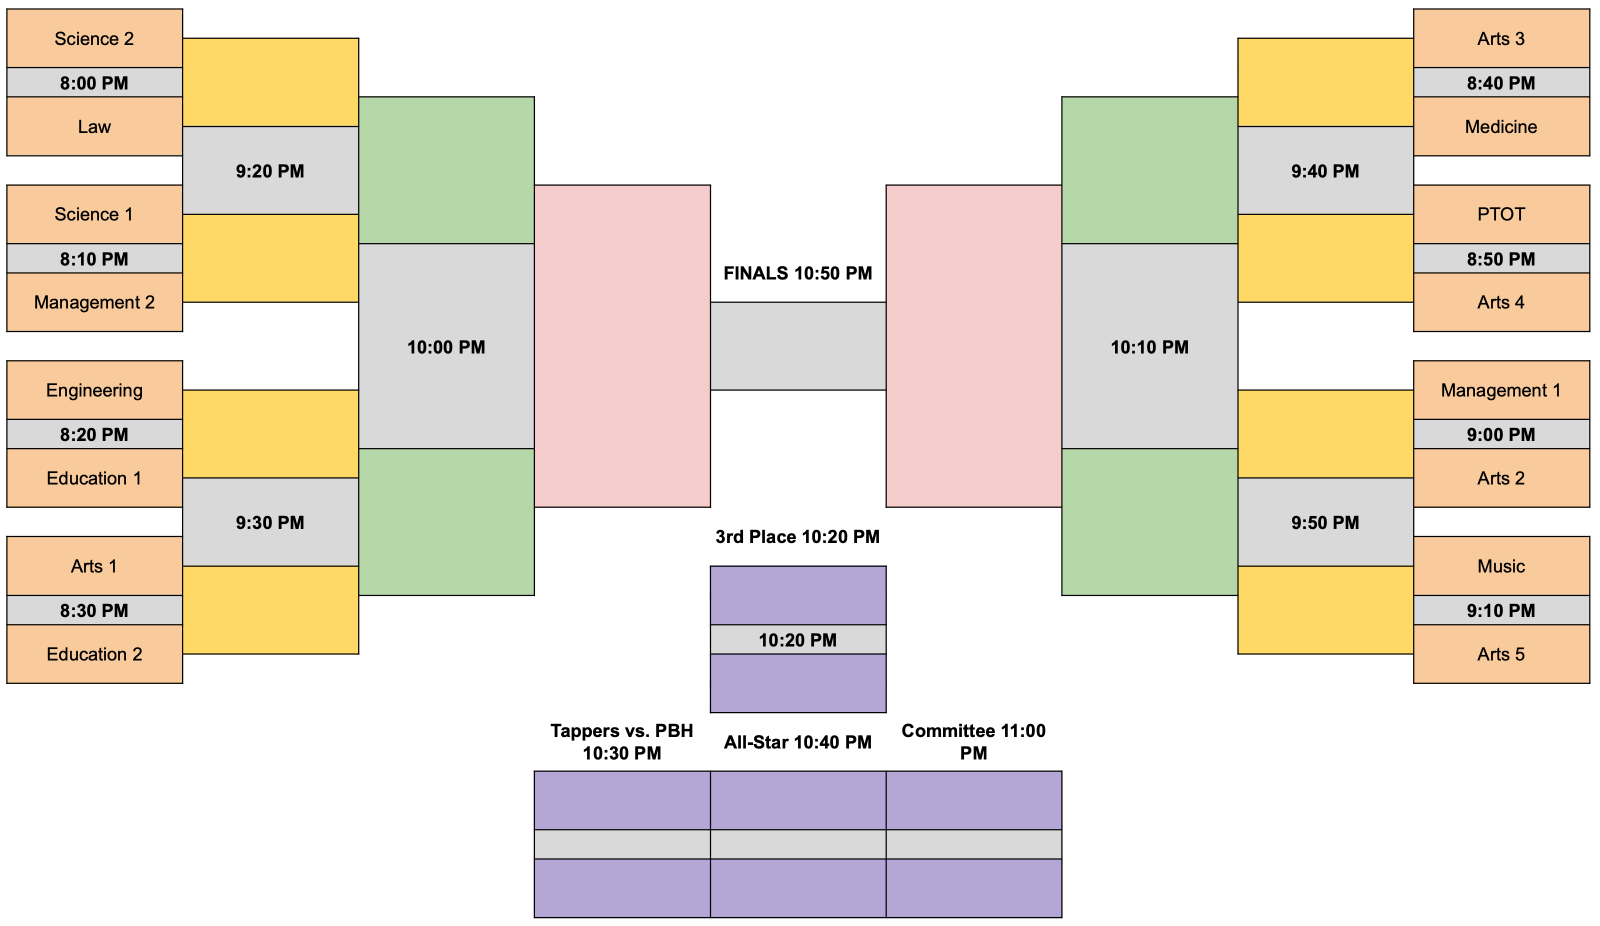 Science 2
8:00 PM
Law
Science 1
8:10 PM
Management 2
Engineering
8:20 PM
Education 1
Arts 1
8:30 PM
Education 2
9:20 PM
9:30 PM
10:00 PM
FINALS 10:50 PM
3rd Place 10:20 PM
10:20 PM
Tappers vs. PBH
10:30 PM
All-Star 10:40 PM
Committee 11:00
PM
10:10 PM
9:40 PM
9:50 PM
Arts 3
8:40 PM
Medicine
PTOT
8:50 PM
Arts 4
Management 1
9:00 PM
Arts 2
Music
9:10 PM
Arts 5